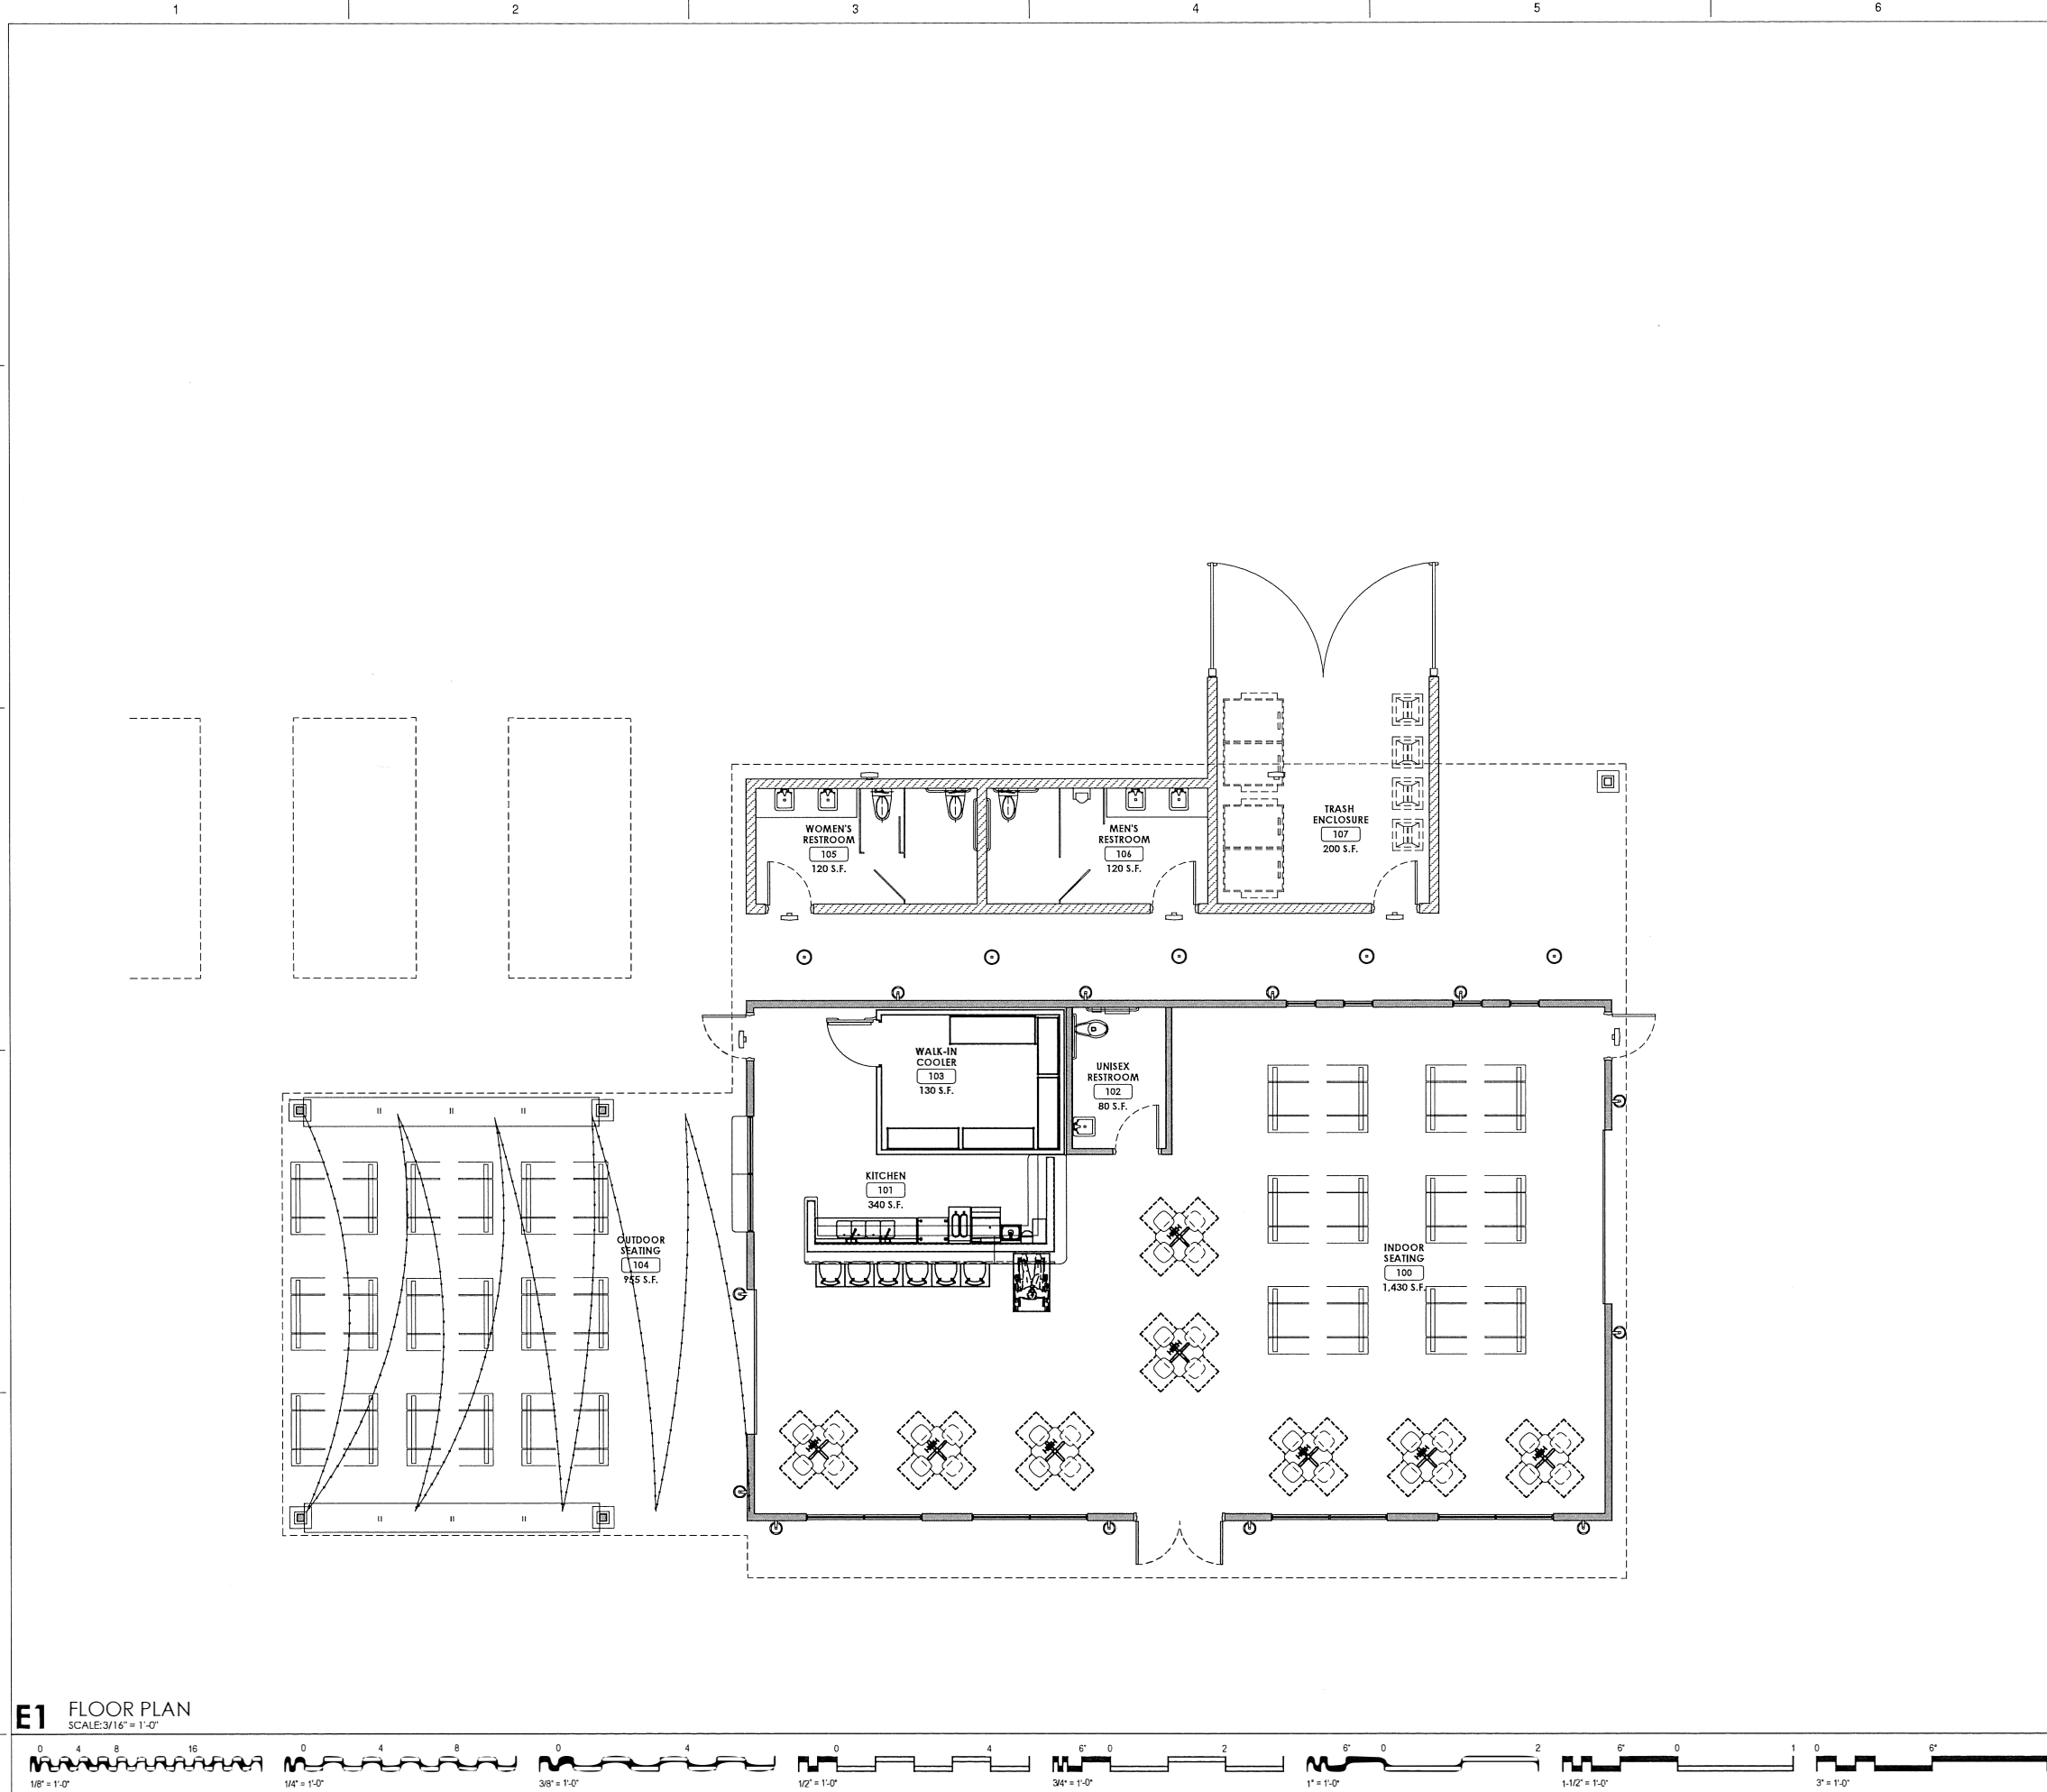 1 2 3 4 5 6
TRASH
ENCLOSURE
107
200 S.F.
WOMEN'S
RESTROOM
105
120 S.F.
MEN'S
RESTROOM
106
120 S.F.
WALK-IN
COOLER
103
130 S.F.
UNISEX
RESTROOM
102
80 S.F.
KITCHEN
101
340 S.F.
OUTDOOR
SEATING
104
955 S.F.
INDOOR
SEATING
100
1,430 S.F.
E1 FLOOR PLAN
SCALE:3/16" = 1'-0"
0 4 8 16
1/8" = 1'-0"
0 4 8
1/4" = 1'-0"
0 4
3/8" = 1'-0"
0 4
1/2" = 1'-0"
6" 0 2
3/4" = 1'-0"
6" 0 2
1" = 1'-0"
6" 0 1
1-1/2" = 1'-0"
0 6"
3" = 1'-0"